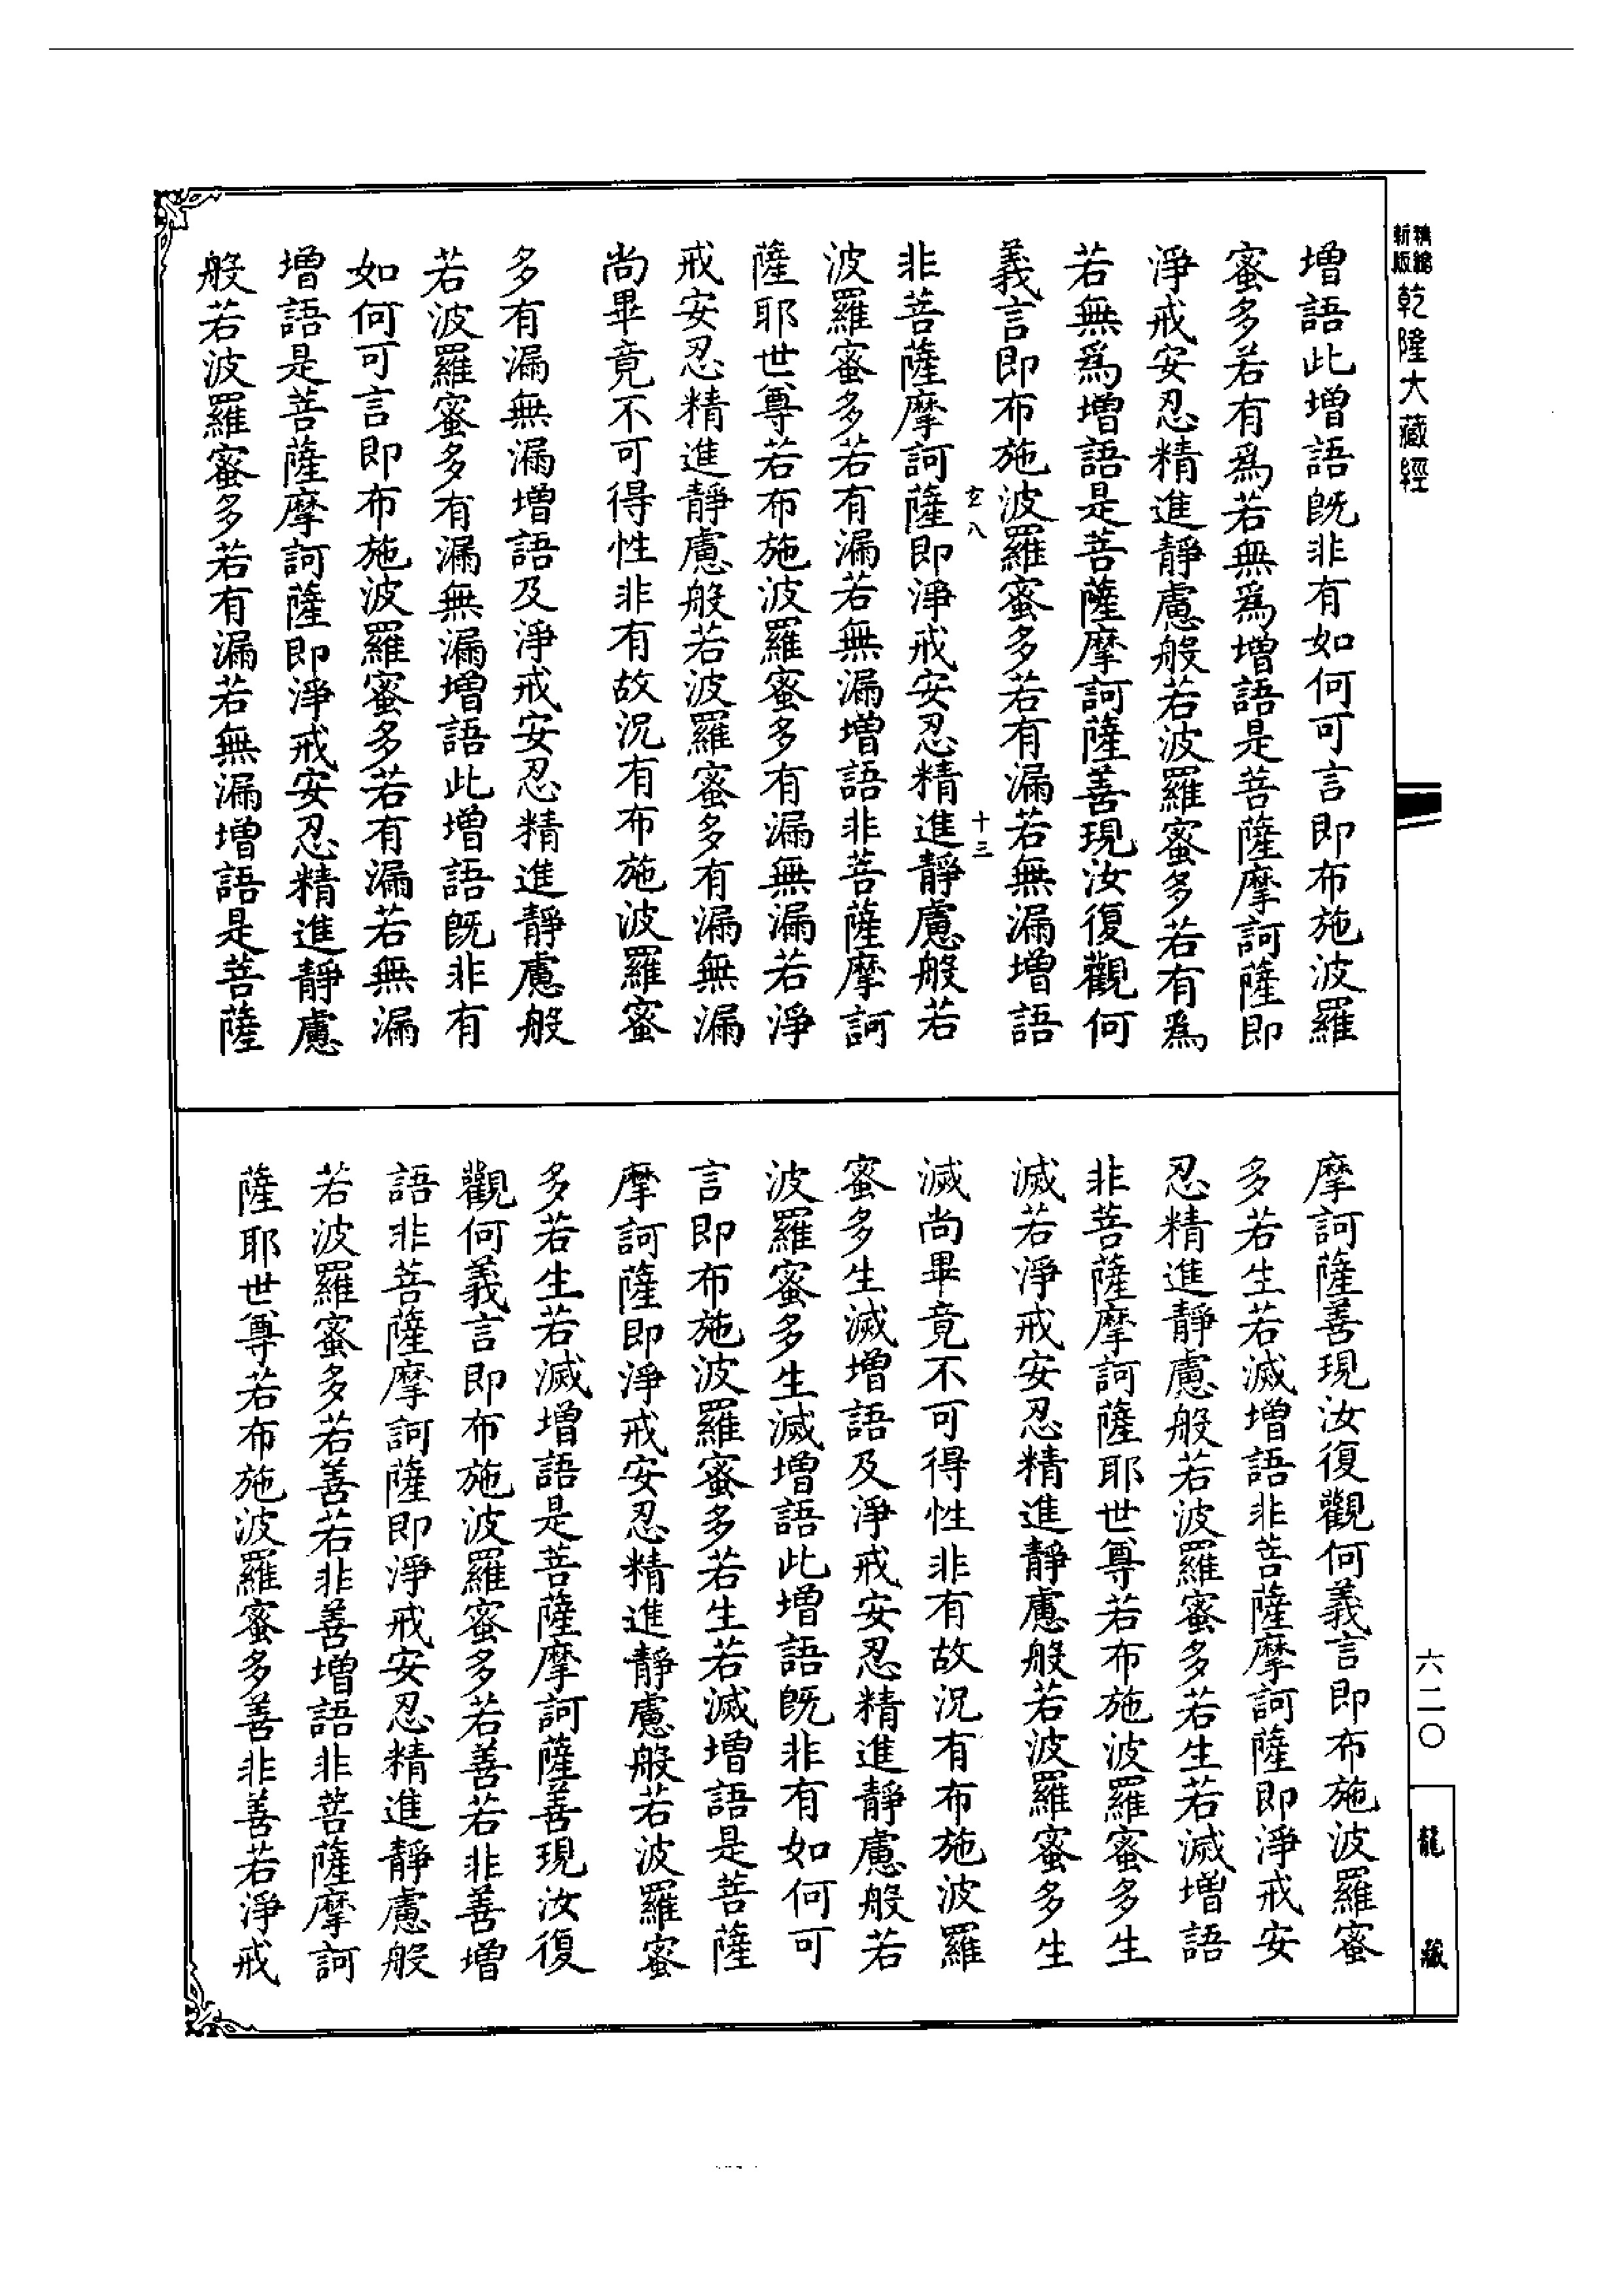 精縮新版乾隆大藏經
增語此增語既非有如何可言即布施波羅
蜜多若有為若無為增語是菩薩摩訶薩即
淨戒安忍精進靜慮般若波羅蜜多若有為
若無為增語是菩薩摩訶薩善現汝復觀何
義言即布施波羅蜜多若有漏若無漏增語
玄八 十三
非菩薩摩訶薩即淨戒安忍精進靜慮般若
波羅蜜多若有漏若無漏增語非菩薩摩訶
薩耶世尊若布施波羅蜜多有漏無漏若淨
戒安忍精進靜慮般若波羅蜜多有漏無漏
尚畢竟不可得性非有故況有布施波羅蜜
多有漏無漏增語及淨戒安忍精進靜慮般
若波羅蜜多有漏無漏增語此增語既非有
如何可言即布施波羅蜜多若有漏若無漏
增語是菩薩摩訶薩即淨戒安忍精進靜慮
般若波羅蜜多若有漏若無漏增語是菩薩
摩訶薩善現汝復觀何義言即布施波羅蜜
多若生若滅增語非菩薩摩訶薩即淨戒安
忍精進靜慮般若波羅蜜多若生若滅增語
非菩薩摩訶薩耶世尊若布施波羅蜜多生
滅若淨戒安忍精進靜慮般若波羅蜜多生
滅尚畢竟不可得性非有故況有布施波羅
蜜多生滅增語及淨戒安忍精進靜慮般若
波羅蜜多生滅增語此增語既非有如何可
言即布施波羅蜜多若生若滅增語是菩薩
摩訶薩即淨戒安忍精進靜慮般若波羅蜜
多若生若滅增語是菩薩摩訶薩善現汝復
觀何義言即布施波羅蜜多若善若非善增
語非菩薩摩訶薩即淨戒安忍精進靜慮般
若波羅蜜多若善若非善增語非菩薩摩訶
薩耶世尊若布施波羅蜜多善非善若淨戒
六二〇
龍藏